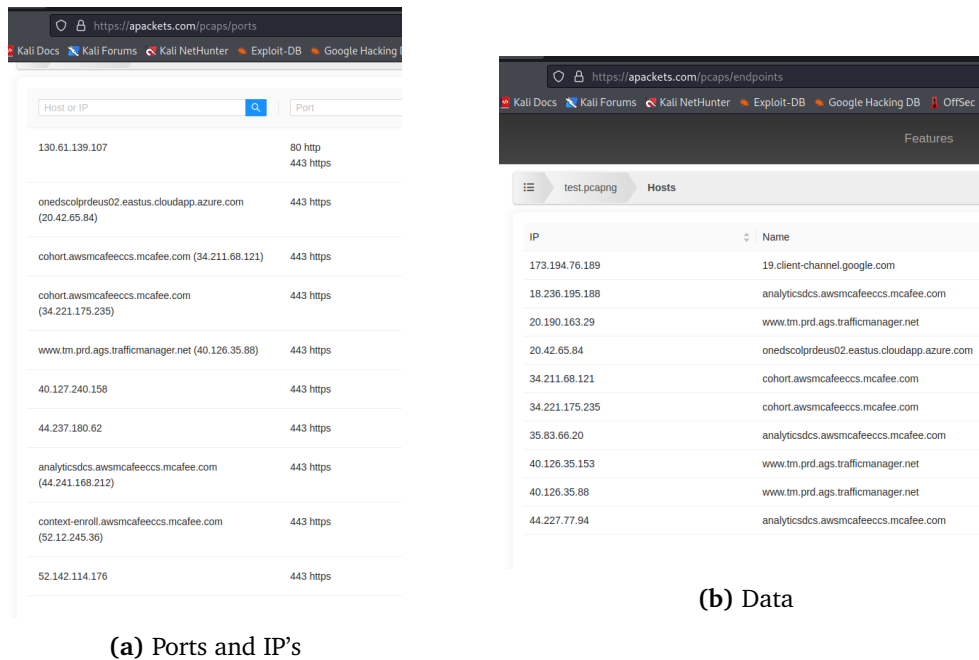 https://apackets.com/pcaps/ports
Kali Docs Kali Forums Kali NetHunter Exploit-DB Google Hacking
Host or IP Port
130.61.139.107 80 http
443 https
onedscolprdeus02.eastus.cloudapp.azure.com 443 https
(20.42.65.84)
cohort.awsmcafeeccs.mcafee.com (34.211.68.121) 443 https
cohort.awsmcafeeccs.mcafee.com 443 https
(34.221.175.235)
www.tm.prd.ags.trafficmanager.net (40.126.35.88) 443 https
40.127.240.158 443 https
44.237.180.62 443 https
analyticsdcs.awsmcafeeccs.mcafee.com 443 https
(44.241.168.212)
context-enroll.awsmcafeeccs.mcafee.com 443 https
(52.12.245.36)
52.142.114.176 443 https
(a) Ports and IP's
https://apackets.com/pcaps/endpoints
Kali Docs Kali Forums Kali NetHunter Exploit-DB Google Hacking DB OffSec
Features
test.pcapng Hosts
IP Name
173.194.76.189 19.client-channel.google.com
18.236.195.188 analyticsdcs.awsmcafeeccs.mcafee.com
20.190.163.29 www.tm.prd.ags.trafficmanager.net
20.42.65.84 onedscolprdeus02.eastus.cloudapp.azure.com
34.211.68.121 cohort.awsmcafeeccs.mcafee.com
34.221.175.235 cohort.awsmcafeeccs.mcafee.com
35.83.66.20 analyticsdcs.awsmcafeeccs.mcafee.com
40.126.35.153 www.tm.prd.ags.trafficmanager.net
40.126.35.88 www.tm.prd.ags.trafficmanager.net
44.227.77.94 analyticsdcs.awsmcafeeccs.mcafee.com
(b) Data